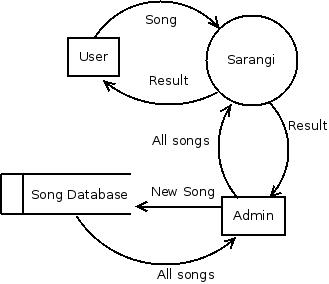 Song
User
Sarangi
Result
Result
All songs
Song Database
New Song
Admin
All songs